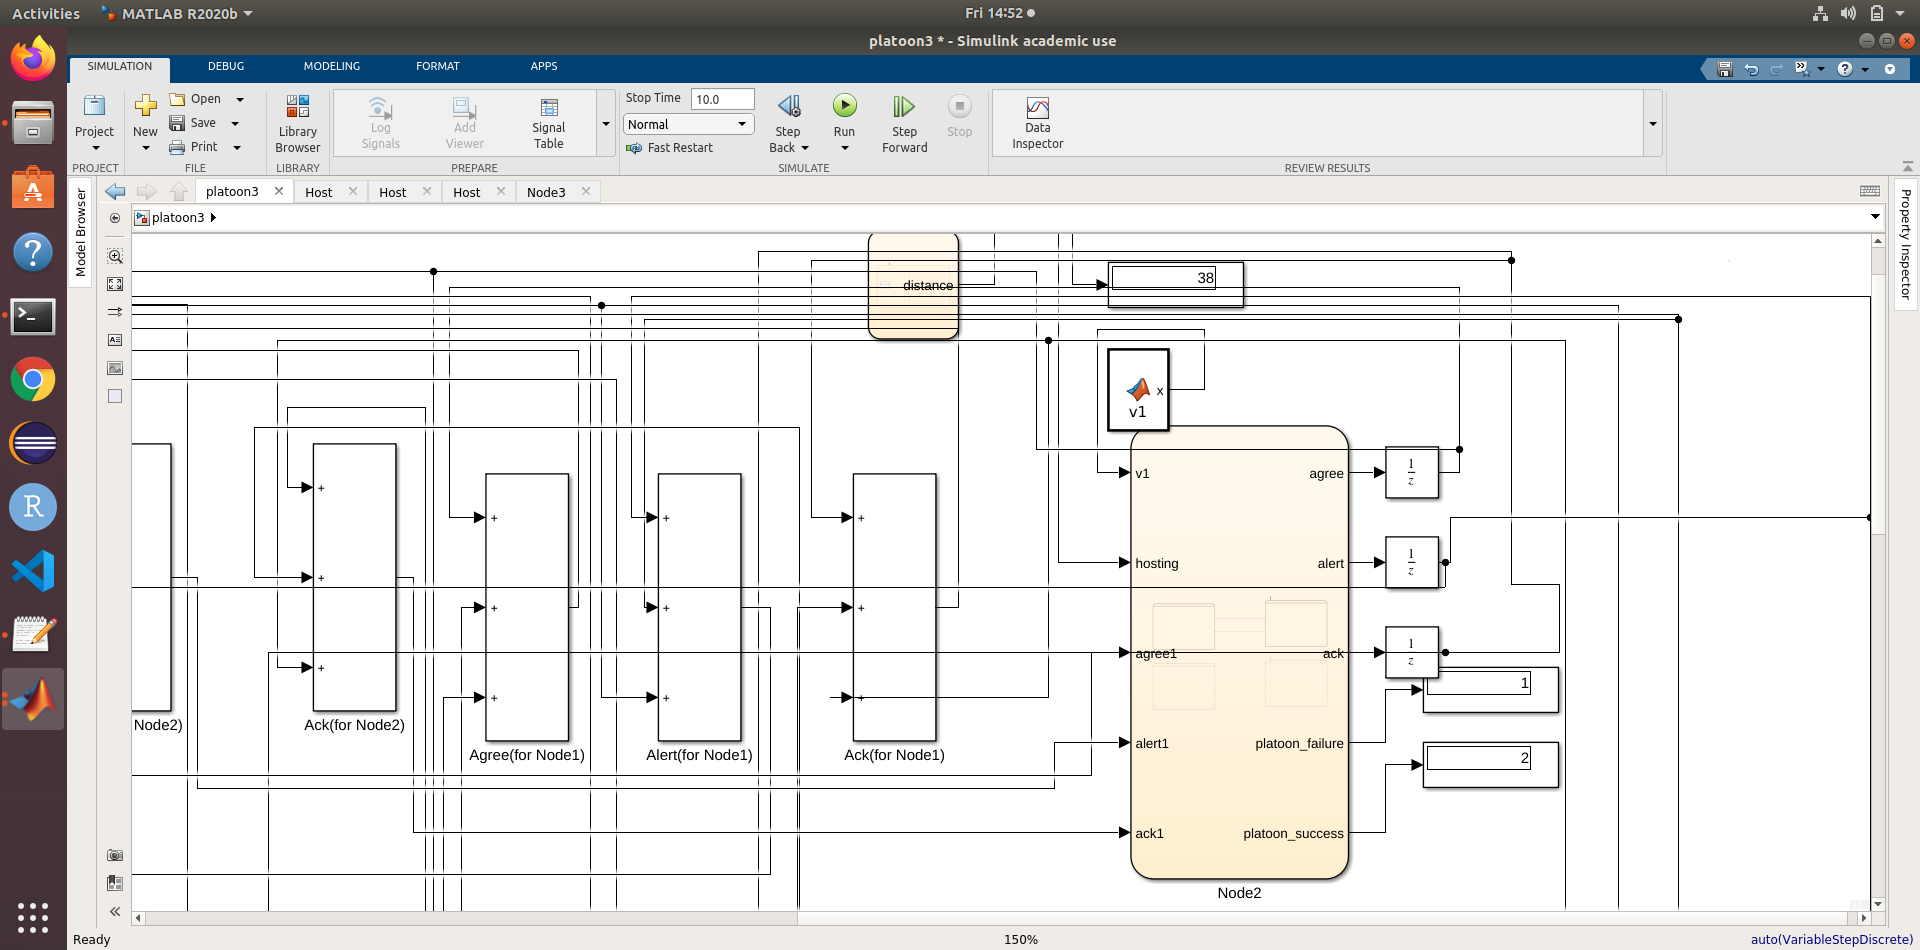 Activities MATLAB R2020b Fri 14:52
platoon3 * - Simulink academic use
SIMULATION DEBUG MODELING FORMAT APPS
Project
New
Open
Save
Print
Library
Browser
Log
Signals
Add
Viewer
Signal
Table
Stop Time 10.0
Normal
Fast Restart
Step
Back
Run
Step
Forward
Stop
Data
Inspector
PROJECT FILE LIBRARY PREPARE SIMULATE REVIEW RESULTS
Model Browser
Property Inspector
platoon3 Host Host Host Node3
platoon3
distance
38
x
v1
v1
hosting
agree1
alert1
ack1
agree
alert
ack
platoon_failure
platoon_success
1
z
1
z
1
z
1
2
Node2
+
+
+
+
+
+
+
+
+
+
+
+
Node2)
Ack(for Node2)
Agree(for Node1)
Alert(for Node1)
Ack(for Node1)
Ready 150% auto(VariableStepDiscrete)